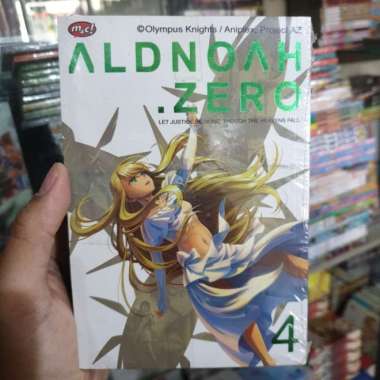 m&c!
©Olympus Knights / Aniplex, Project AZ
ALDNOAH
.ZERO
LET JUSTICE BE DONE, THOUGH THE HEAVENS FALL
4